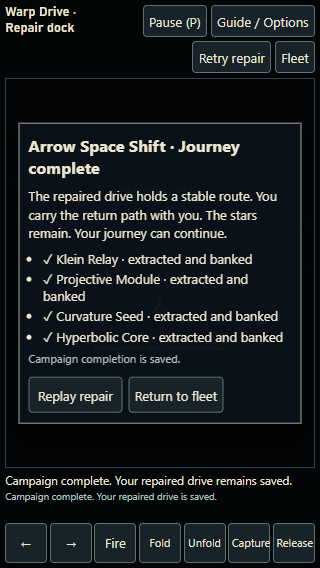 Warp Drive ·
Repair dock
Pause (P)
Guide / Options
Retry repair
Fleet
Arrow Space Shift · Journey
complete
The repaired drive holds a stable route. You
carry the return path with you. The stars
remain. Your journey can continue.
• ✓ Klein Relay · extracted and banked
• ✓ Projective Module · extracted and
banked
• ✓ Curvature Seed · extracted and banked
• ✓ Hyperbolic Core · extracted and banked
Campaign completion is saved.
Replay repair
Return to fleet
Campaign complete. Your repaired drive remains saved.
Campaign complete. Your repaired drive is saved.
← → Fire Fold Unfold Capture Release